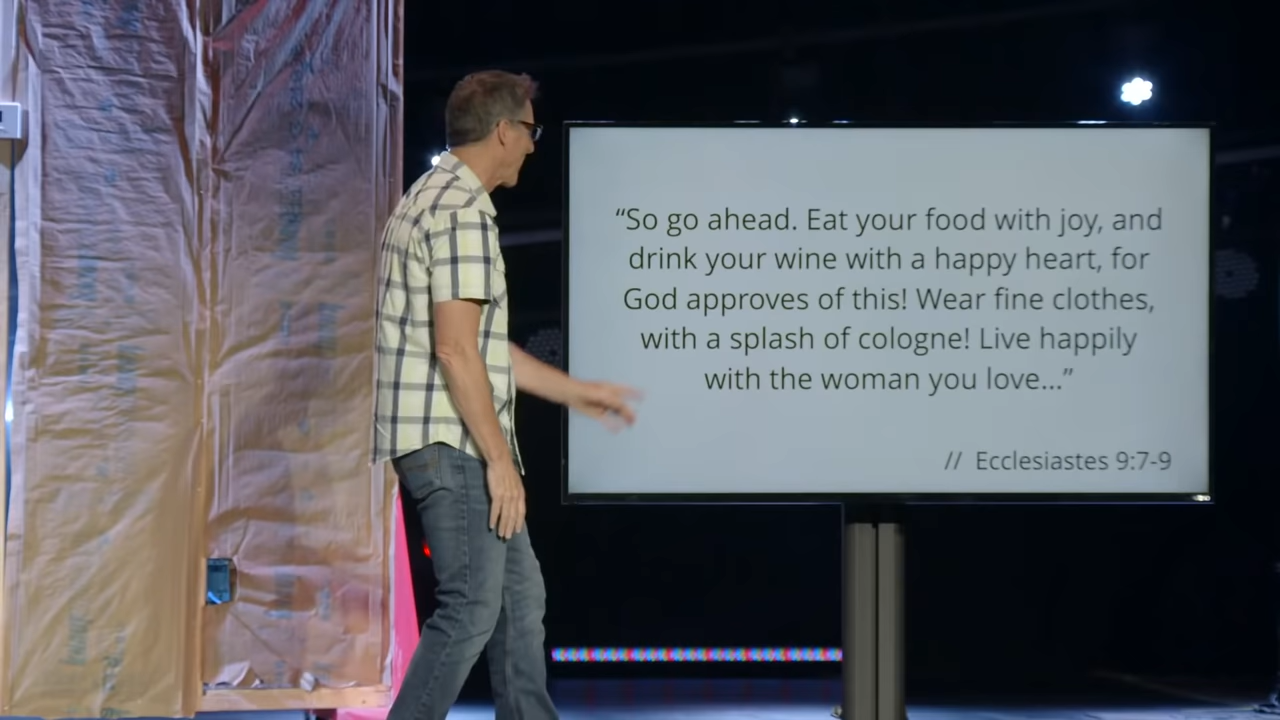 “So go ahead. Eat your food with joy, and
drink your wine with a happy heart, for
God approves of this! Wear fine clothes,
with a splash of cologne! Live happily
with the woman you love...”
// Ecclesiastes 9:7-9